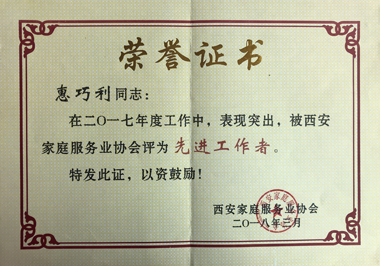 荣誉证书
惠巧利同志：
在二〇一七年度工作中，表现突出，被西安
家庭服务业协会评为先进工作者。
特发此证，以资鼓励！
西安家庭服务业协会
二〇一八年三月